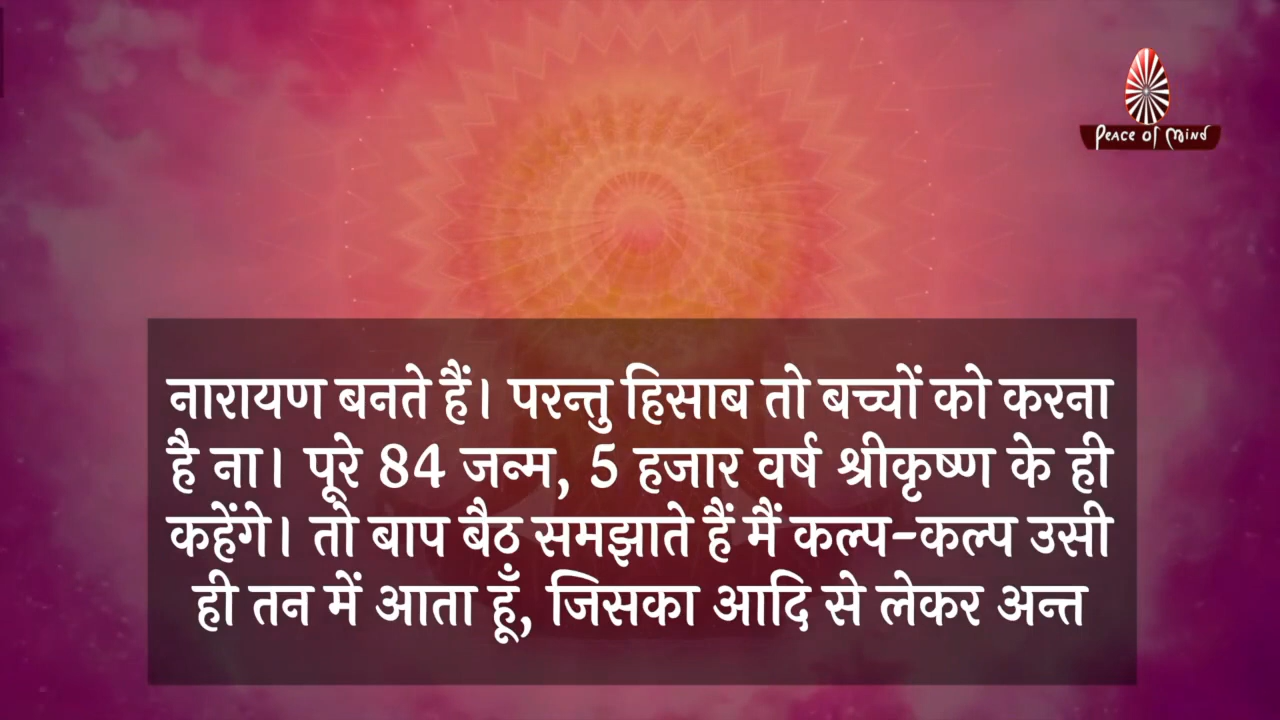 Peace of Mind
नारायण बनते हैं। परन्तु हिसाब तो बच्चों को करना
है ना। पूरे 84 जन्म, 5 हजार वर्ष श्रीकृष्ण के ही
कहेंगे। तो बाप बैठ समझाते हैं मैं कल्प-कल्प उसी
ही तन में आता हूँ, जिसका आदि से लेकर अन्त